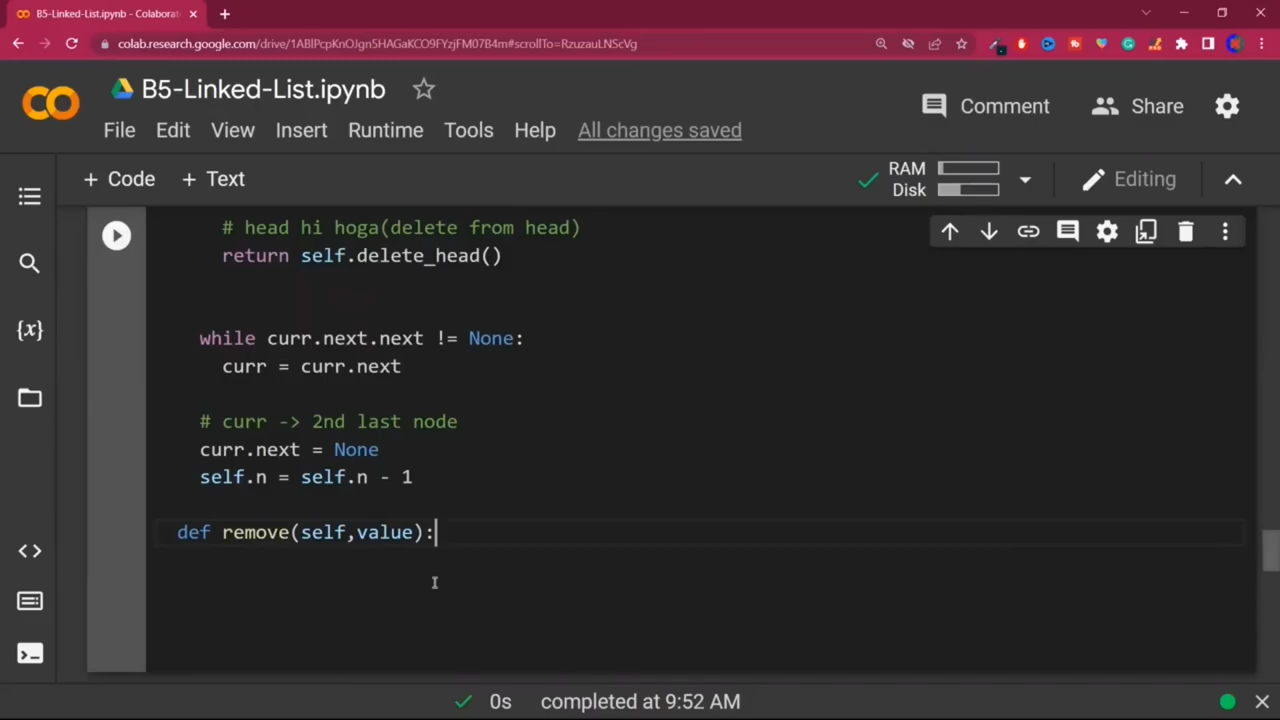 B5-Linked-List.ipynb - Colaborat
colab.research.google.com/drive/1ABlPcpKnOJgn5HAGaKCO9FYzjFM07B4m#scrollTo=RzuzauLNScVg
B5-Linked-List.ipynb
Comment
Share
File Edit View Insert Runtime Tools Help All changes saved
+ Code + Text
RAM
Disk
Editing
# head hi hoga(delete from head)
return self.delete_head()
while curr.next.next != None:
curr = curr.next
# curr -> 2nd last node
curr.next = None
self.n = self.n - 1
def remove(self,value):
{x}
0s completed at 9:52 AM